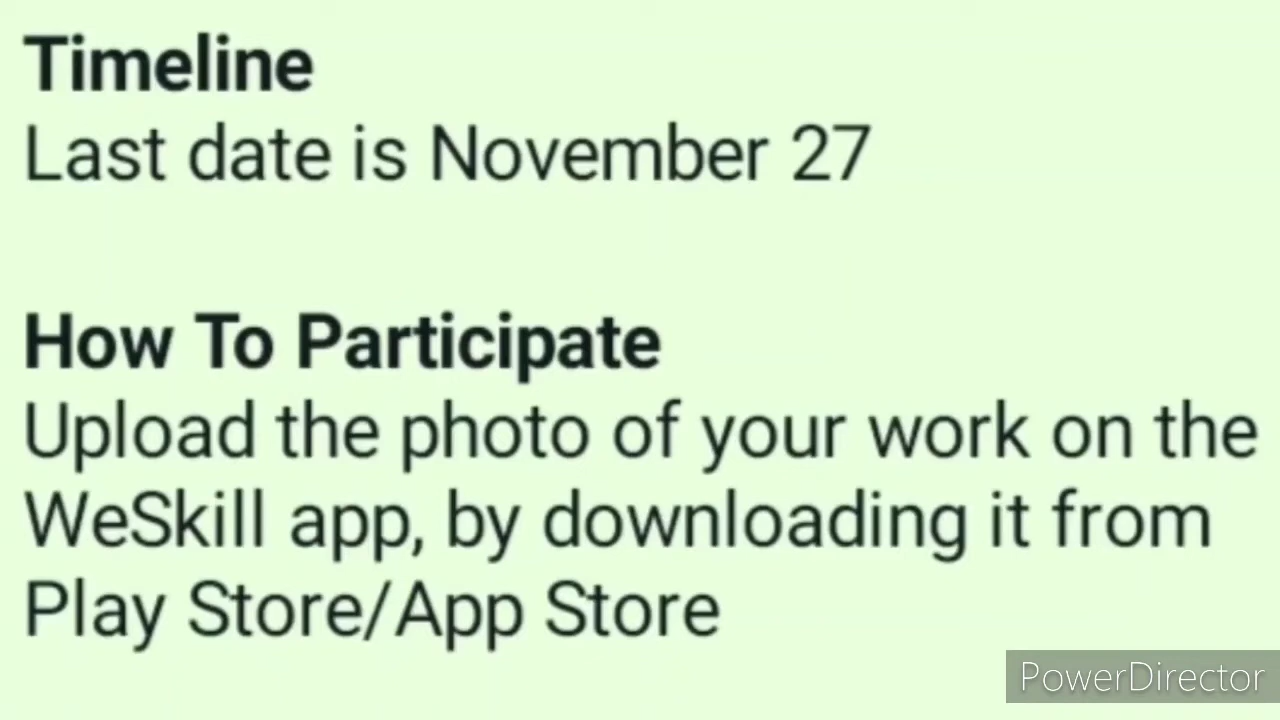 Timeline
Last date is November 27
How To Participate
Upload the photo of your work on the
WeSkill app, by downloading it from
Play Store/App Store
PowerDirector